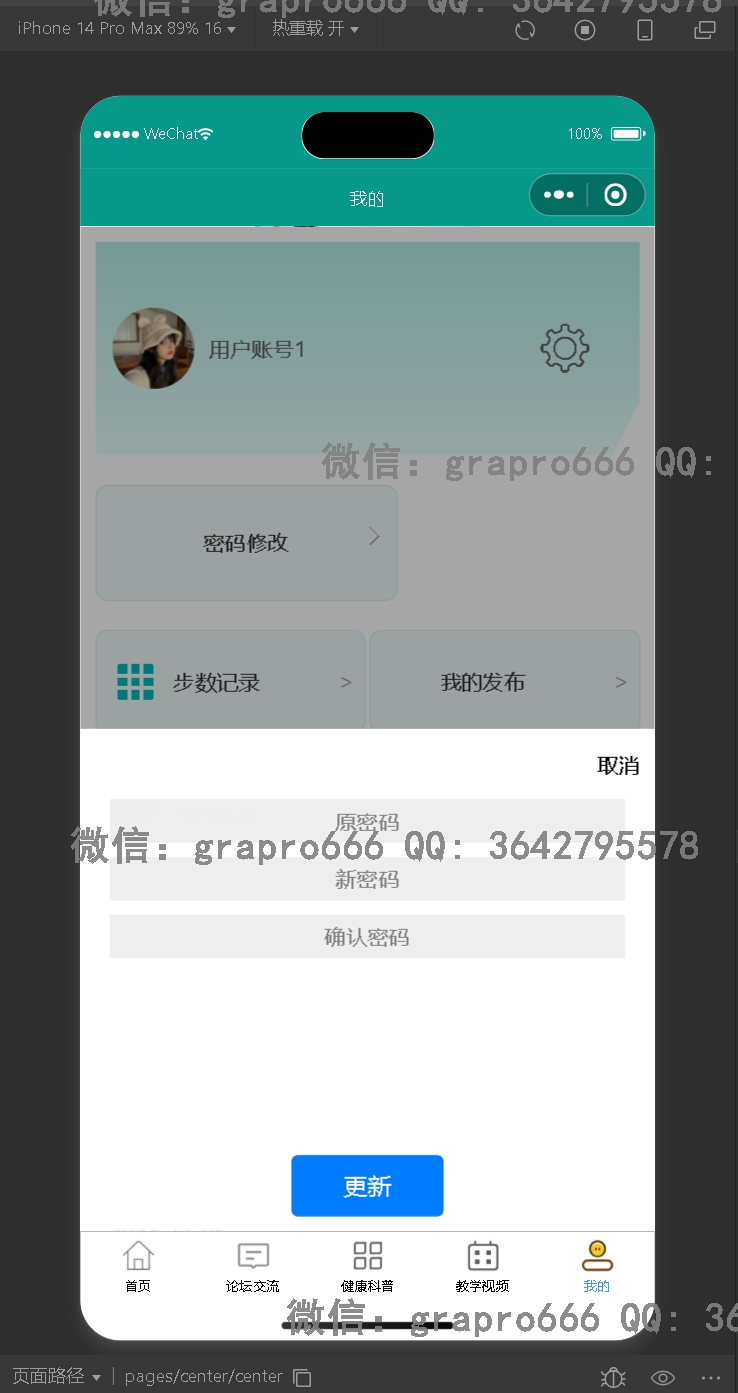 微信: grapro666 QQ: 3642795578
iPhone 14 Pro Max 89% 16 热重载 开
WeChat 100%
我的
用户账号1
微信: grapro666 QQ:
密码修改
步数记录 > 我的发布 >
取消
原密码
微信: grapro666 QQ: 3642795578
新密码
确认密码
更新
首页 论坛交流 健康科普 教学视频 我的
微信: grapro666 QQ: 36
页面路径 pages/center/center